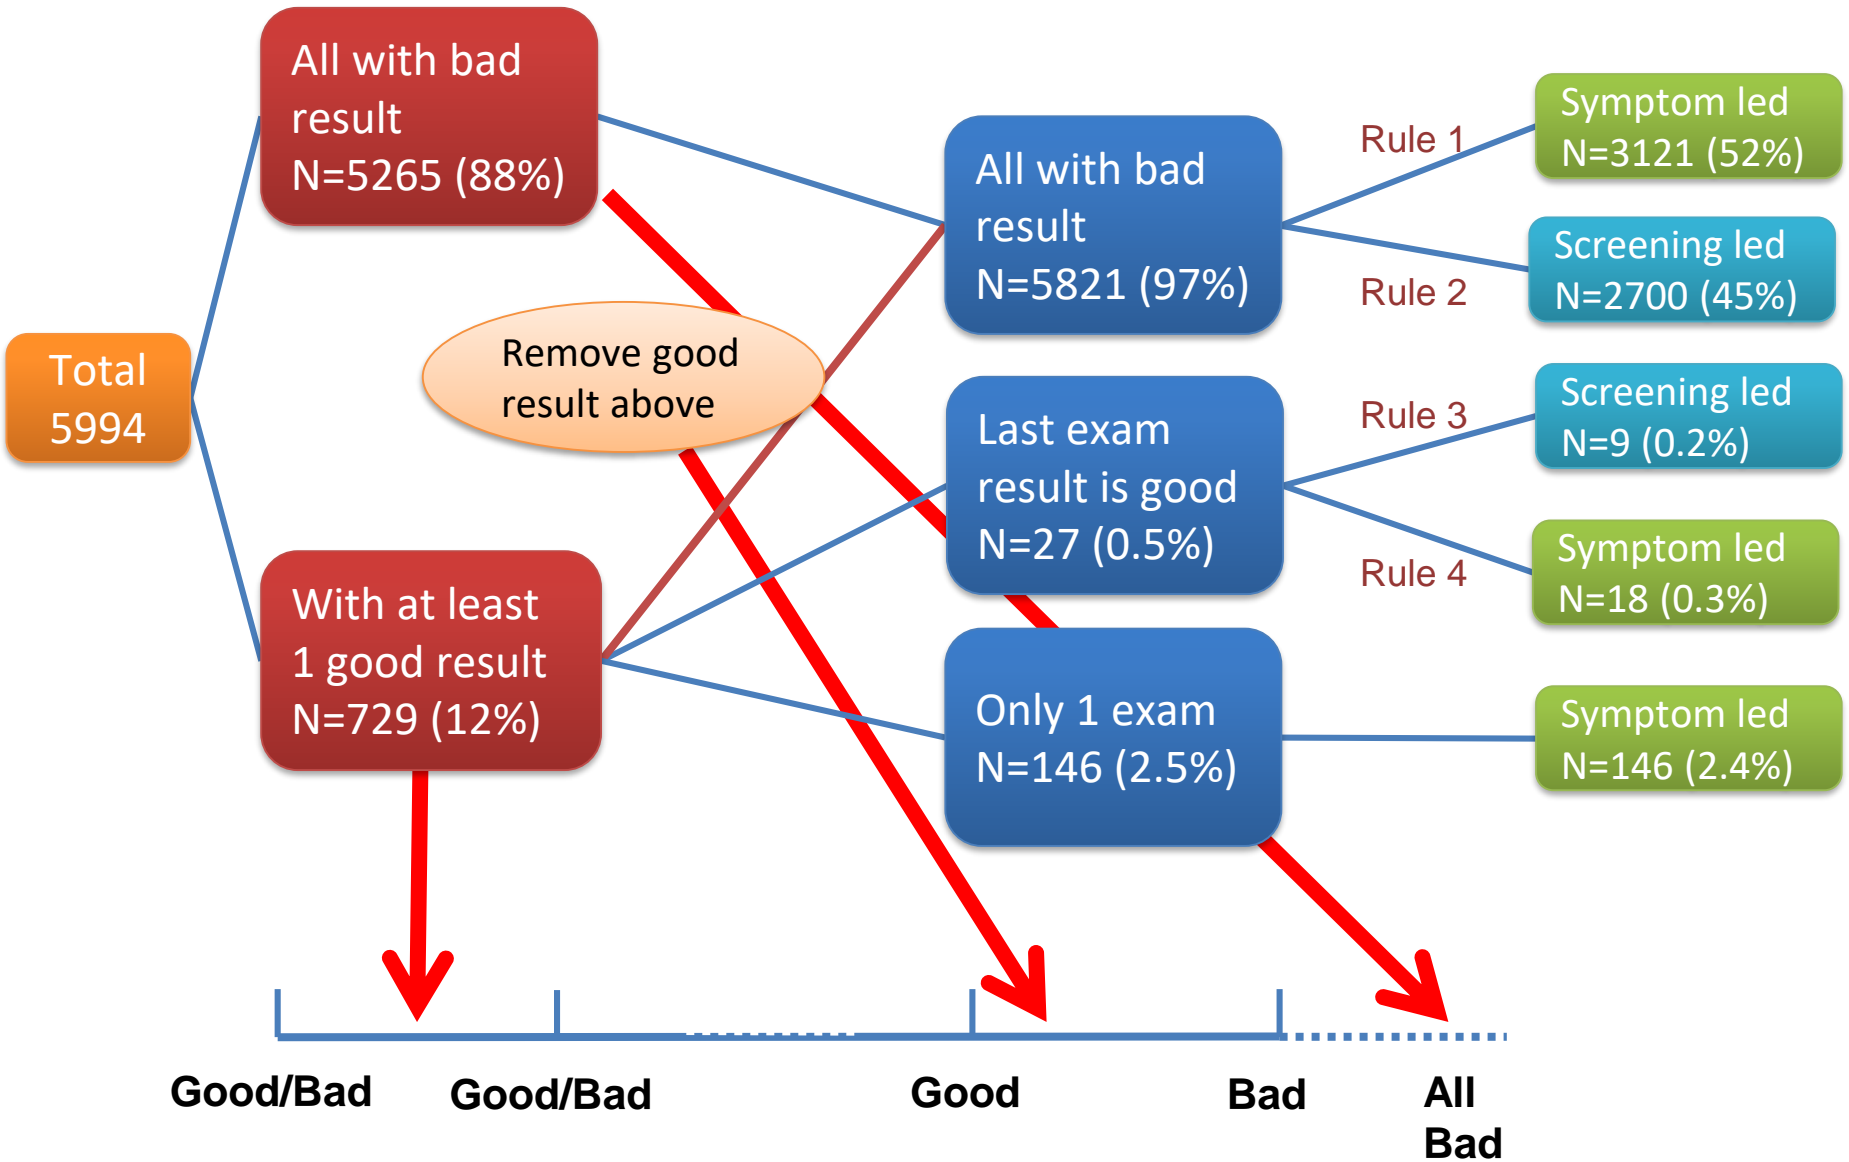 Total
5994
All with bad
result
N=5265 (88%)
With at least
1 good result
N=729 (12%)
Remove good
result above
All with bad
result
N=5821 (97%)
Last exam
result is good
N=27 (0.5%)
Only 1 exam
N=146 (2.5%)
Rule 1
Rule 2
Rule 3
Rule 4
Symptom led
N=3121 (52%)
Screening led
N=2700 (45%)
Screening led
N=9 (0.2%)
Symptom led
N=18 (0.3%)
Symptom led
N=146 (2.4%)
Good/Bad
Good/Bad
Good
Bad
All
Bad